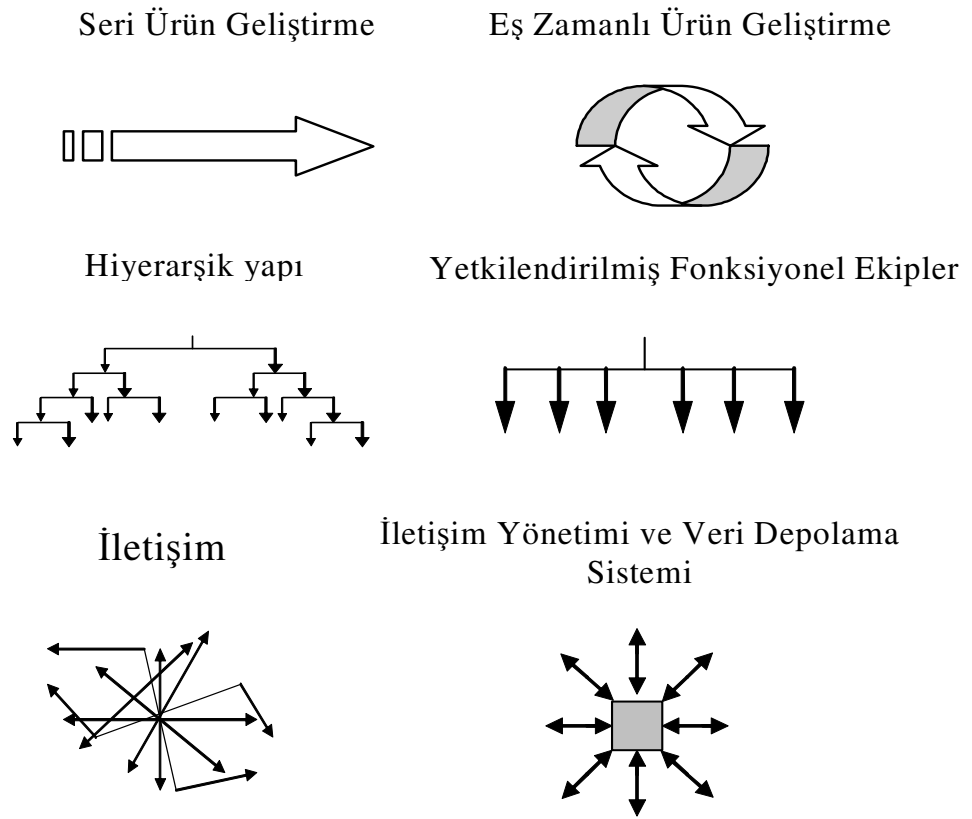 Seri Ürün Geliştirme
Eş Zamanlı Ürün Geliştirme
Hiyerarşik yapı
Yetkilendirilmiş Fonksiyonel Ekipler
İletişim
İletişim Yönetimi ve Veri Depolama
Sistemi